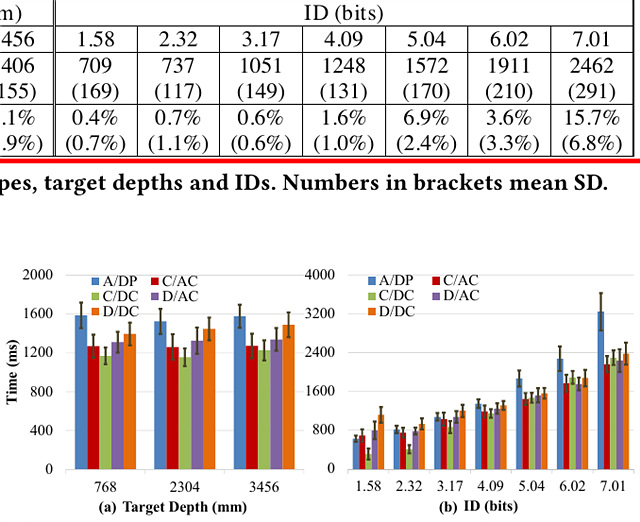 m) ID (bits)
456 1.58 2.32 3.17 4.09 5.04 6.02 7.01
406 709 737 1051 1248 1572 1911 2462
155) (169) (117) (149) (131) (170) (210) (291)
.1% 0.4% 0.7% 0.6% 1.6% 6.9% 3.6% 15.7%
.9%) (0.7%) (1.1%) (0.6%) (1.0%) (2.4%) (3.3%) (6.8%)
pes, target depths and IDs. Numbers in brackets mean SD.
2000
1600
1200
800
400
0
Time (ms)
A/DP C/AC
C/DC D/AC
D/DC
768 2304 3456
(a) Target Depth (mm)
4000
3200
2400
1600
800
0
A/DP C/AC
C/DC D/AC
D/DC
1.58 2.32 3.17 4.09 5.04 6.02 7.01
(b) ID (bits)